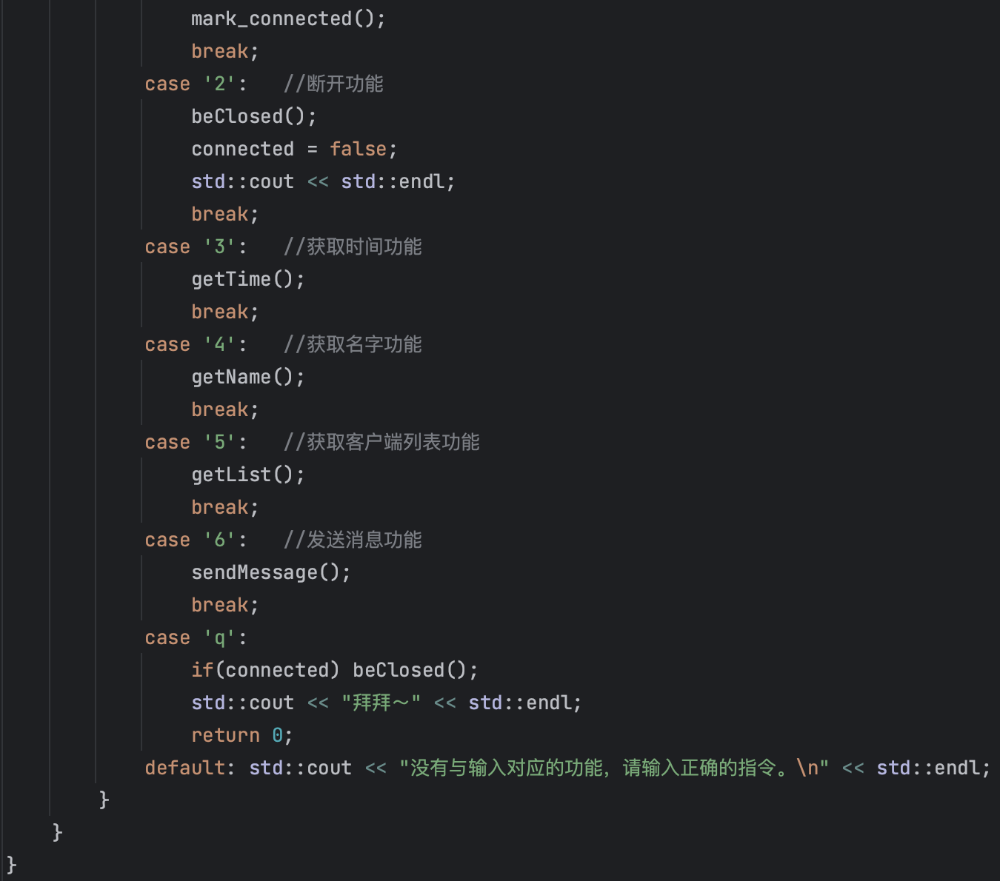 mark_connected();
break;
case '2':   //断开功能
beClosed();
connected = false;
std::cout << std::endl;
break;
case '3':   //获取时间功能
getTime();
break;
case '4':   //获取名字功能
getName();
break;
case '5':   //获取客户端列表功能
getList();
break;
case '6':   //发送消息功能
sendMessage();
break;
case 'q':
if(connected) beClosed();
std::cout << "拜拜～" << std::endl;
return 0;
default: std::cout << "没有与输入对应的功能，请输入正确的指令。\n" << std::endl;
}
}
}